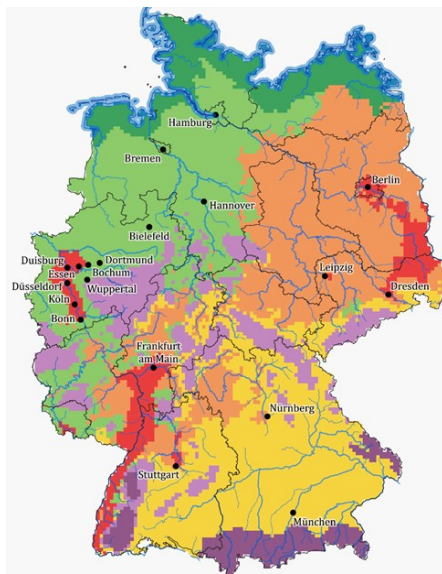 Hamburg
Bremen
Berlin
Hannover
Bielefeld
Duisburg
Dortmund
Essen
Bochum
Düsseldorf
Wuppertal
Köln
Bonn
Leipzig
Dresden
Frankfurt
am Main
Nürnberg
Stuttgart
München